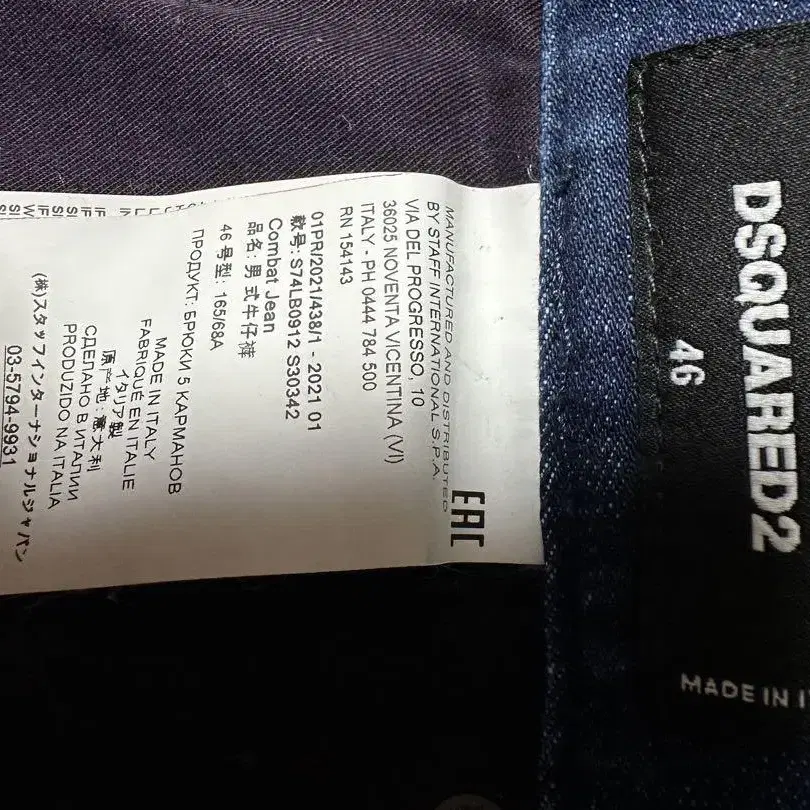 EAC
MANUFACTURED AND DISTRIBUTED
BY STAFF INTERNATIONAL S.P.A.
VIA DEL PROGRESSO, 10
36025 NOVENTA VICENTINA (VI)
ITALY - PH 0444 784 500
RN 154143
01PR/2021/438/1 - 2021 01
款号: S74LB0912 S30342
Combat Jean
品名: 男式牛仔裤
46 号型: 165/68A
ПРОДУКТ: БРЮКИ 5 КАРМАНОВ
MADE IN ITALY
FABRIQUÉ EN ITALIE
イタリア製
原产地: 意大利
СДЕЛАНО В ИТАЛИИ
PRODUZIDO NA ITALIA
(株)スタッフインターナショナルジャパン
03-5794-9931
DSQUARED2
46
MADE IN